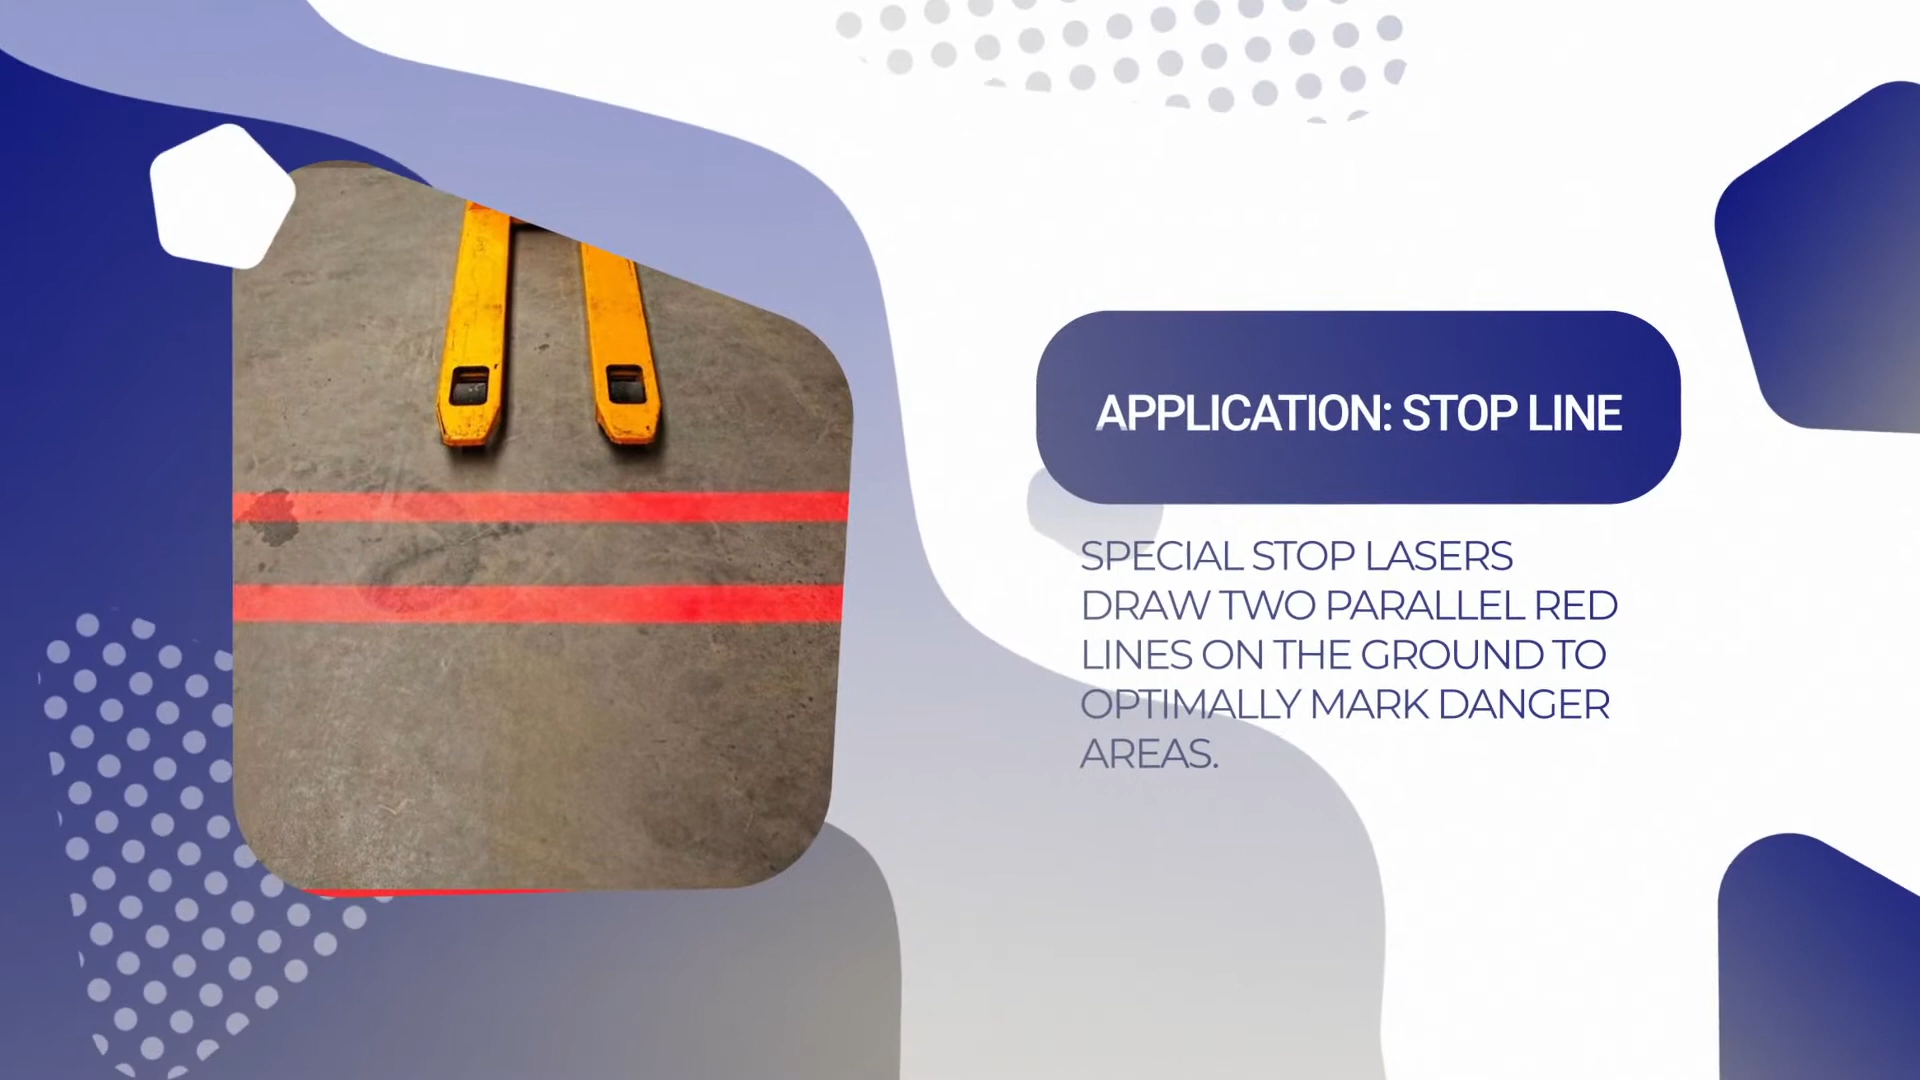 APPLICATION: STOP LINE
SPECIAL STOP LASERS
DRAW TWO PARALLEL RED
LINES ON THE GROUND TO
OPTIMALLY MARK DANGER
AREAS.